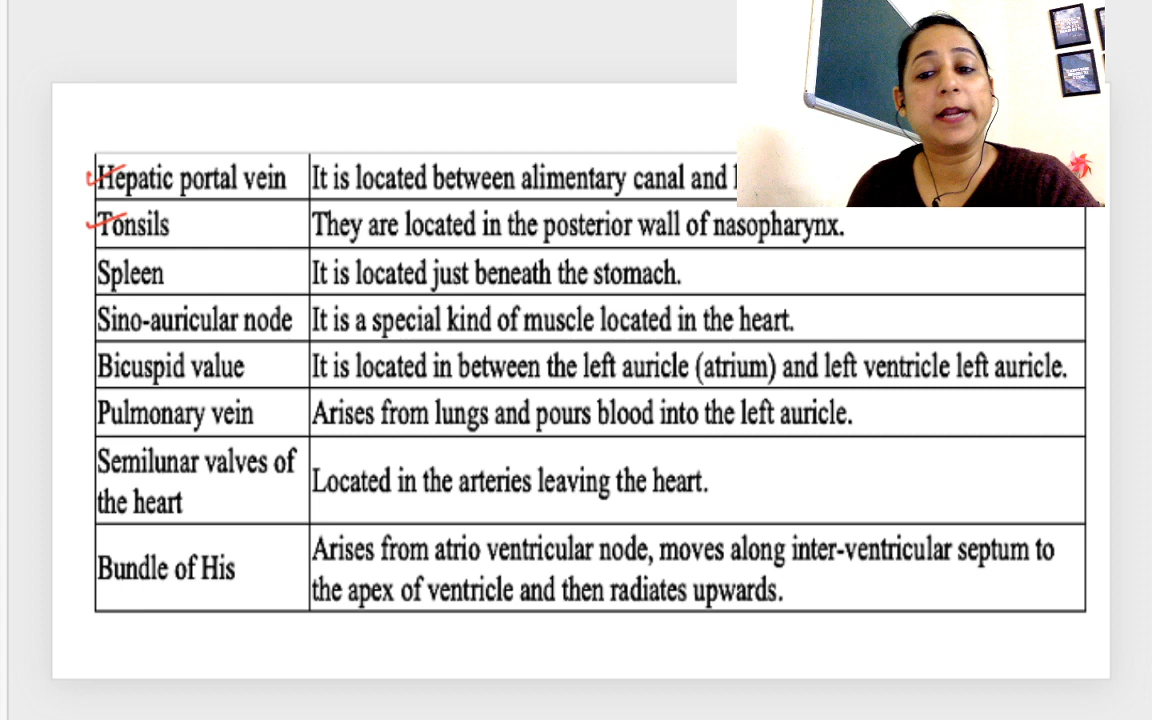 Hepatic portal vein It is located between alimentary canal and
Tonsils They are located in the posterior wall of nasopharynx.
Spleen It is located just beneath the stomach.
Sino-auricular node It is a special kind of muscle located in the heart.
Bicuspid value It is located in between the left auricle (atrium) and left ventricle left auricle.
Pulmonary vein Arises from lungs and pours blood into the left auricle.
Semilunar valves of
the heart
Located in the arteries leaving the heart.
Bundle of His
Arises from atrio ventricular node, moves along inter-ventricular septum to
the apex of ventricle and then radiates upwards.